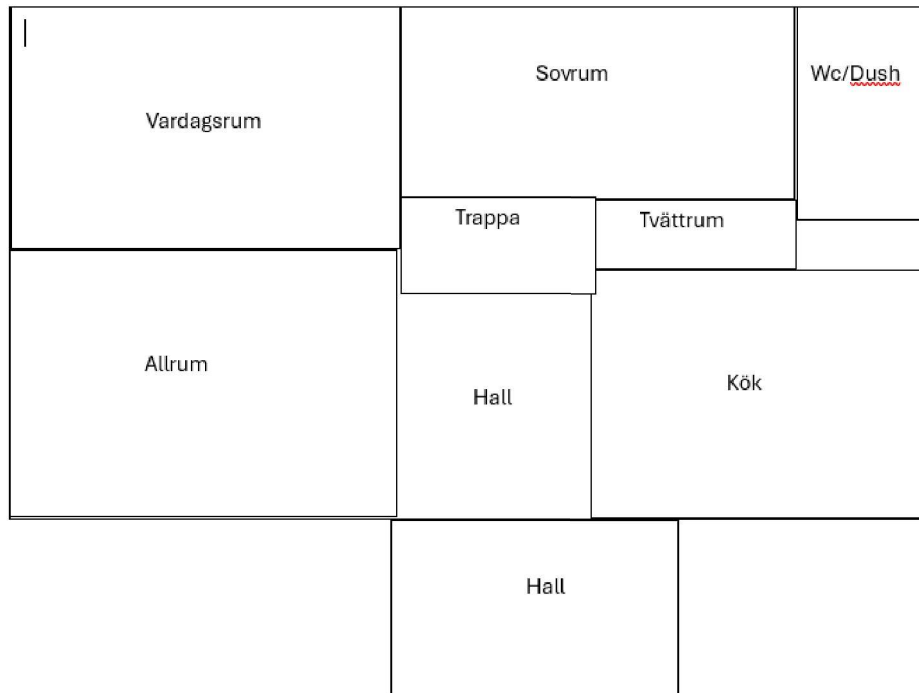 Sovrum
Wc/Dush
Vardagsrum
Trappa
Tvättrum
Allrum
Hall
Kök
Hall